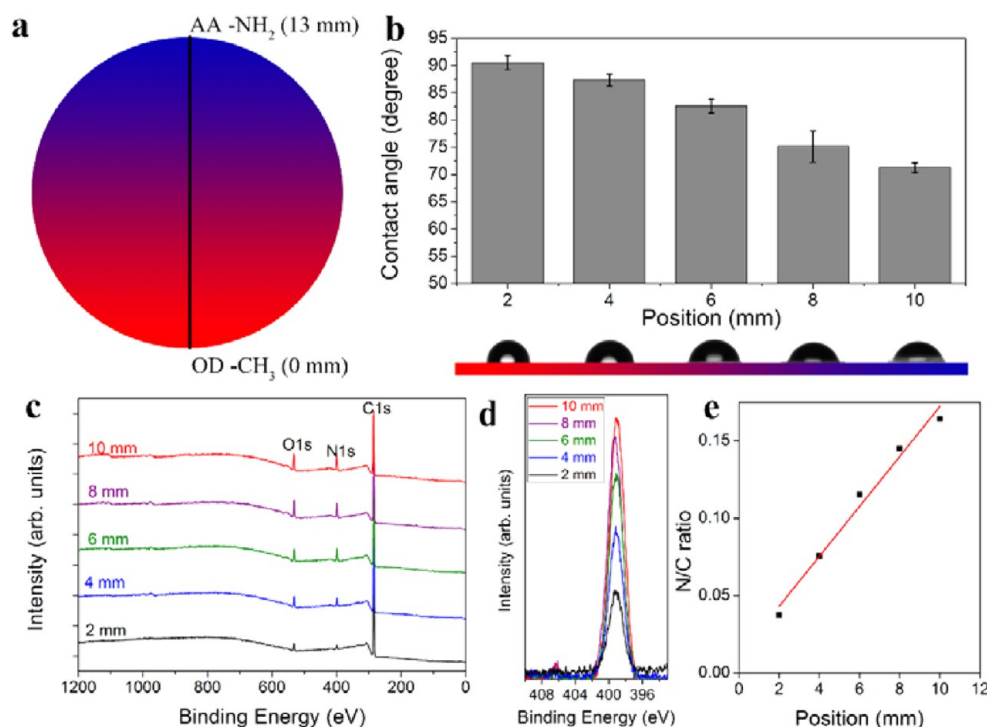 a
AA -NH₂ (13 mm)
OD -CH₃ (0 mm)
b
Contact angle (degree)
95
90
85
80
75
70
65
60
55
50
2 4 6 8 10
Position (mm)
c
Intensity (arb. units)
C1s
O1s N1s
10 mm
8 mm
6 mm
4 mm
2 mm
1200 1000 800 600 400 200 0
Binding Energy (eV)
d
Intensity (arb. units)
10 mm
8 mm
6 mm
4 mm
2 mm
408 404 400 396
Binding Energy (eV)
e
N/C ratio
0.15
0.10
0.05
0.00
0 2 4 6 8 10 12
Position (mm)